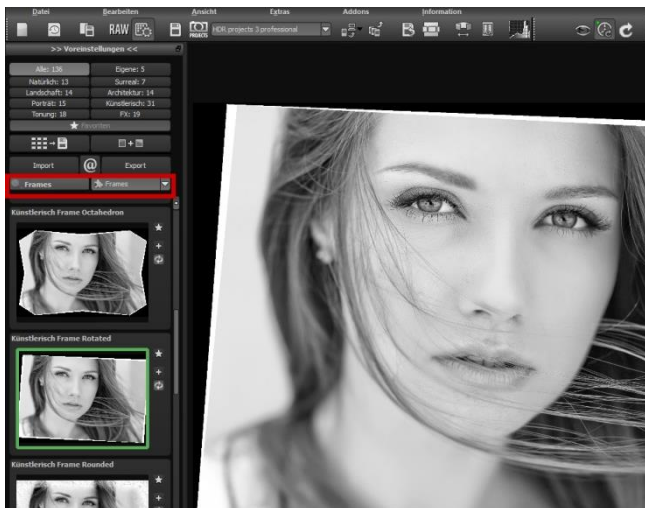 Datei Bearbeiten Ansicht Extras Addons Information
RAW PROJECTS HDR projects 3 professional
>> Voreinstellungen <<
Alle: 136 Eigene: 5
Natürlich: 13 Surreal: 7
Landschaft: 14 Architektur: 14
Porträt: 15 Künstlerisch: 31
Tonung: 18 FX: 19
Favoriten
Import @ Export
Frames Frames
Künstlerisch Frame Octahedron
Künstlerisch Frame Rotated
Künstlerisch Frame Rounded